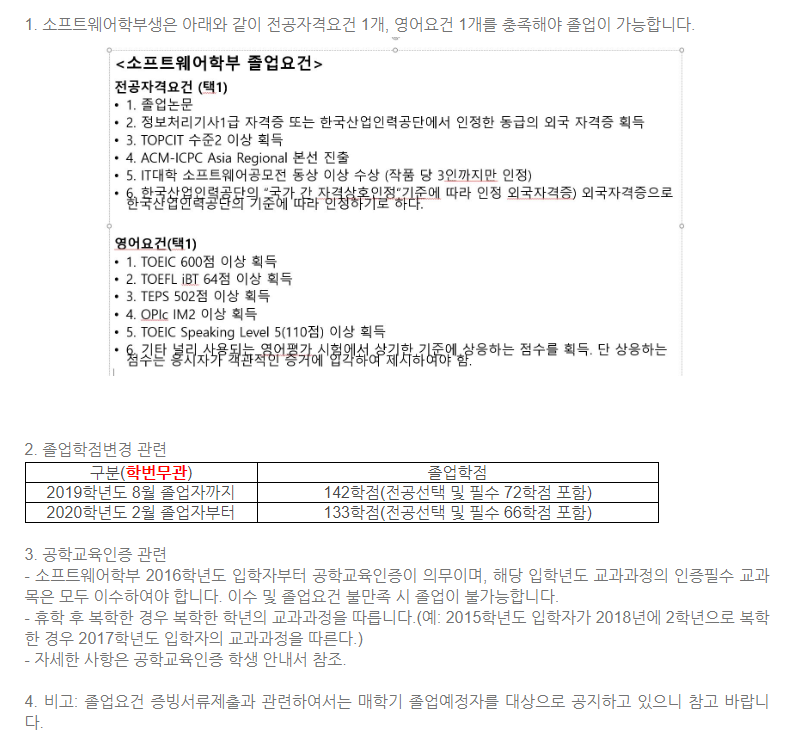 1. 소프트웨어학부생은 아래와 같이 전공자격요건 1개, 영어요건 1개를 충족해야 졸업이 가능합니다.
<소프트웨어학부 졸업요건>
전공자격요건 (택1)
• 1. 졸업논문
• 2. 정보처리기사1급 자격증 또는 한국산업인력공단에서 인정한 동급의 외국 자격증 획득
• 3. TOPCIT 수준2 이상 획득
• 4. ACM-ICPC Asia Regional 본선 진출
• 5. IT대학 소프트웨어공모전 동상 이상 수상 (작품 당 3인까지만 인정)
• 6. 한국산업인력공단의 "국가 간 자격상호인정"기준에 따라 인정 외국자격증) 외국자격증으로
한국산업인력공단의 기준에 따라 인정하기로 하다.
영어요건(택1)
• 1. TOEIC 600점 이상 획득
• 2. TOEFL iBT 64점 이상 획득
• 3. TEPS 502점 이상 획득
• 4. OPIc IM2 이상 획득
• 5. TOEIC Speaking Level 5(110점) 이상 획득
• 6. 기타 널리 사용되는 영어평가 시험에서 상기한 기준에 상응하는 점수를 획득. 단 상응하는
점수는 응시자가 객관적인 증거에 입각하여 제시하여야 함.
2. 졸업학점변경 관련
구분(학번무관) 졸업학점
2019학년도 8월 졸업자까지 142학점(전공선택 및 필수 72학점 포함)
2020학년도 2월 졸업자부터 133학점(전공선택 및 필수 66학점 포함)
3. 공학교육인증 관련
- 소프트웨어학부 2016학년도 입학자부터 공학교육인증이 의무이며, 해당 입학년도 교과과정의 인증필수 교과
목은 모두 이수하여야 합니다. 이수 및 졸업요건 불만족 시 졸업이 불가능합니다.
- 휴학 후 복학한 경우 복학한 학년의 교과과정을 따릅니다.(예: 2015학년도 입학자가 2018년에 2학년으로 복학
한 경우 2017학년도 입학자의 교과과정을 따른다.)
- 자세한 사항은 공학교육인증 학생 안내서 참조.
4. 비고: 졸업요건 증빙서류제출과 관련하여서는 매학기 졸업예정자를 대상으로 공지하고 있으니 참고 바랍니
다.